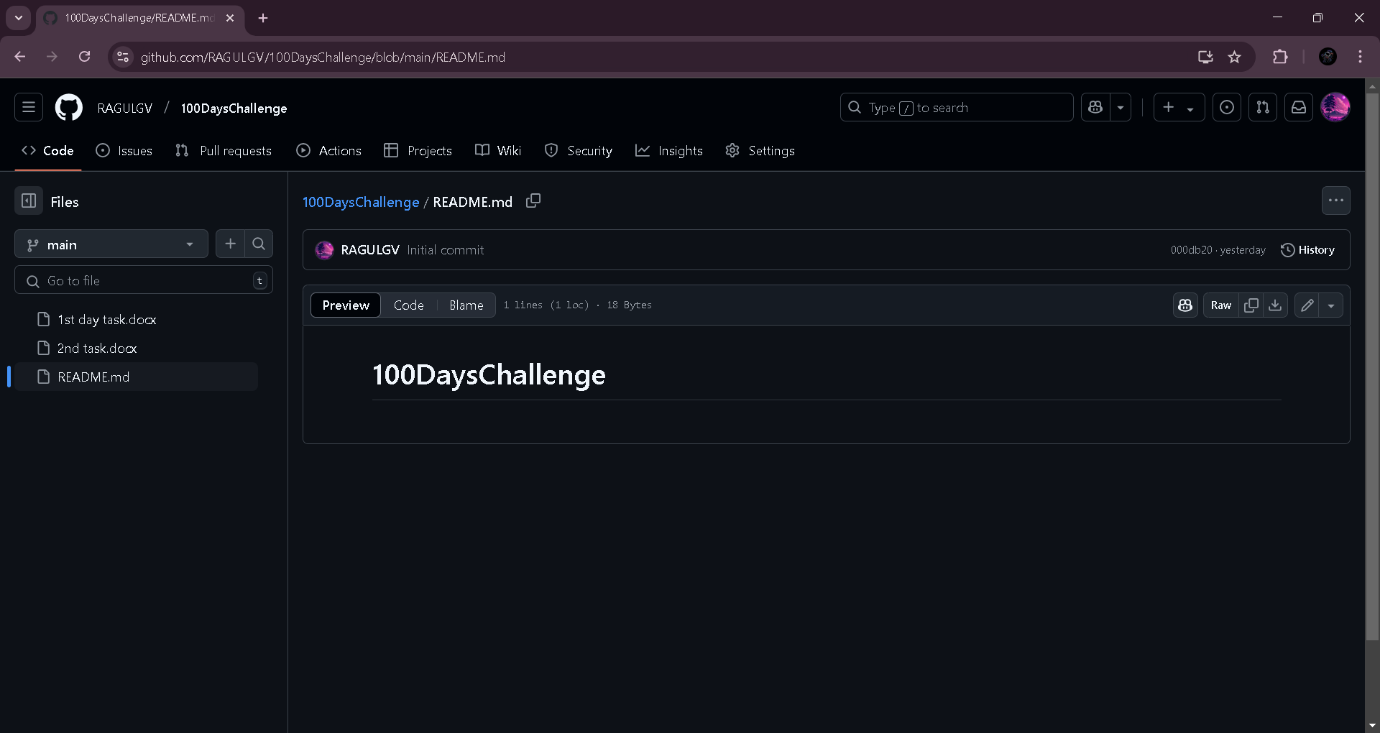 100DaysChallenge/README.md
github.com/RAGULGV/100DaysChallenge/blob/main/README.md
RAGULGV / 100DaysChallenge
Type / to search
Code Issues Pull requests Actions Projects Wiki Security Insights Settings
Files
main
Go to file t
1st day task.docx
2nd task.docx
README.md
100DaysChallenge / README.md
RAGULGV Initial commit 000db20 · yesterday History
Preview Code Blame 1 lines (1 loc) · 18 Bytes Raw
100DaysChallenge